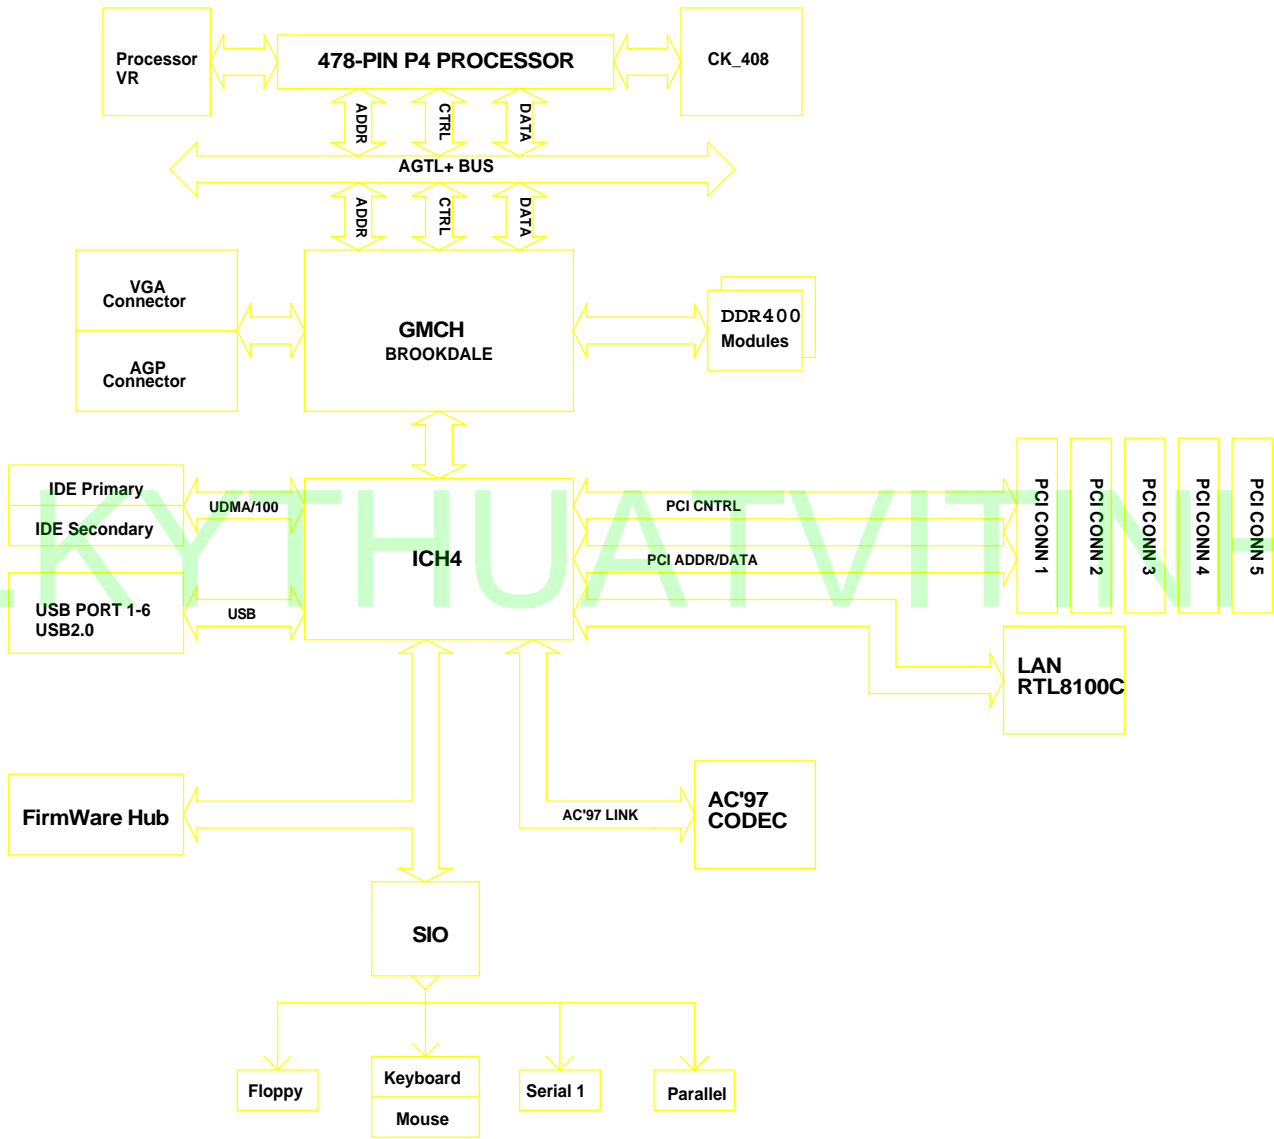 Processor
VR
478-PIN P4 PROCESSOR
CK_408
ADDR
CTRL
DATA
AGTL+ BUS
ADDR
CTRL
DATA
VGA
Connector
AGP
Connector
GMCH
BROOKDALE
DDR400
Modules
IDE Primary
IDE Secondary
UDMA/100
USB PORT 1-6
USB2.0
USB
ICH4
PCI CNTRL
PCI ADDR/DATA
PCI CONN 1
PCI CONN 2
PCI CONN 3
PCI CONN 4
PCI CONN 5
.KYTHUATVITINH
LAN
RTL8100C
FirmWare Hub
AC'97 LINK
AC'97
CODEC
SIO
Floppy
Keyboard
Mouse
Serial 1
Parallel